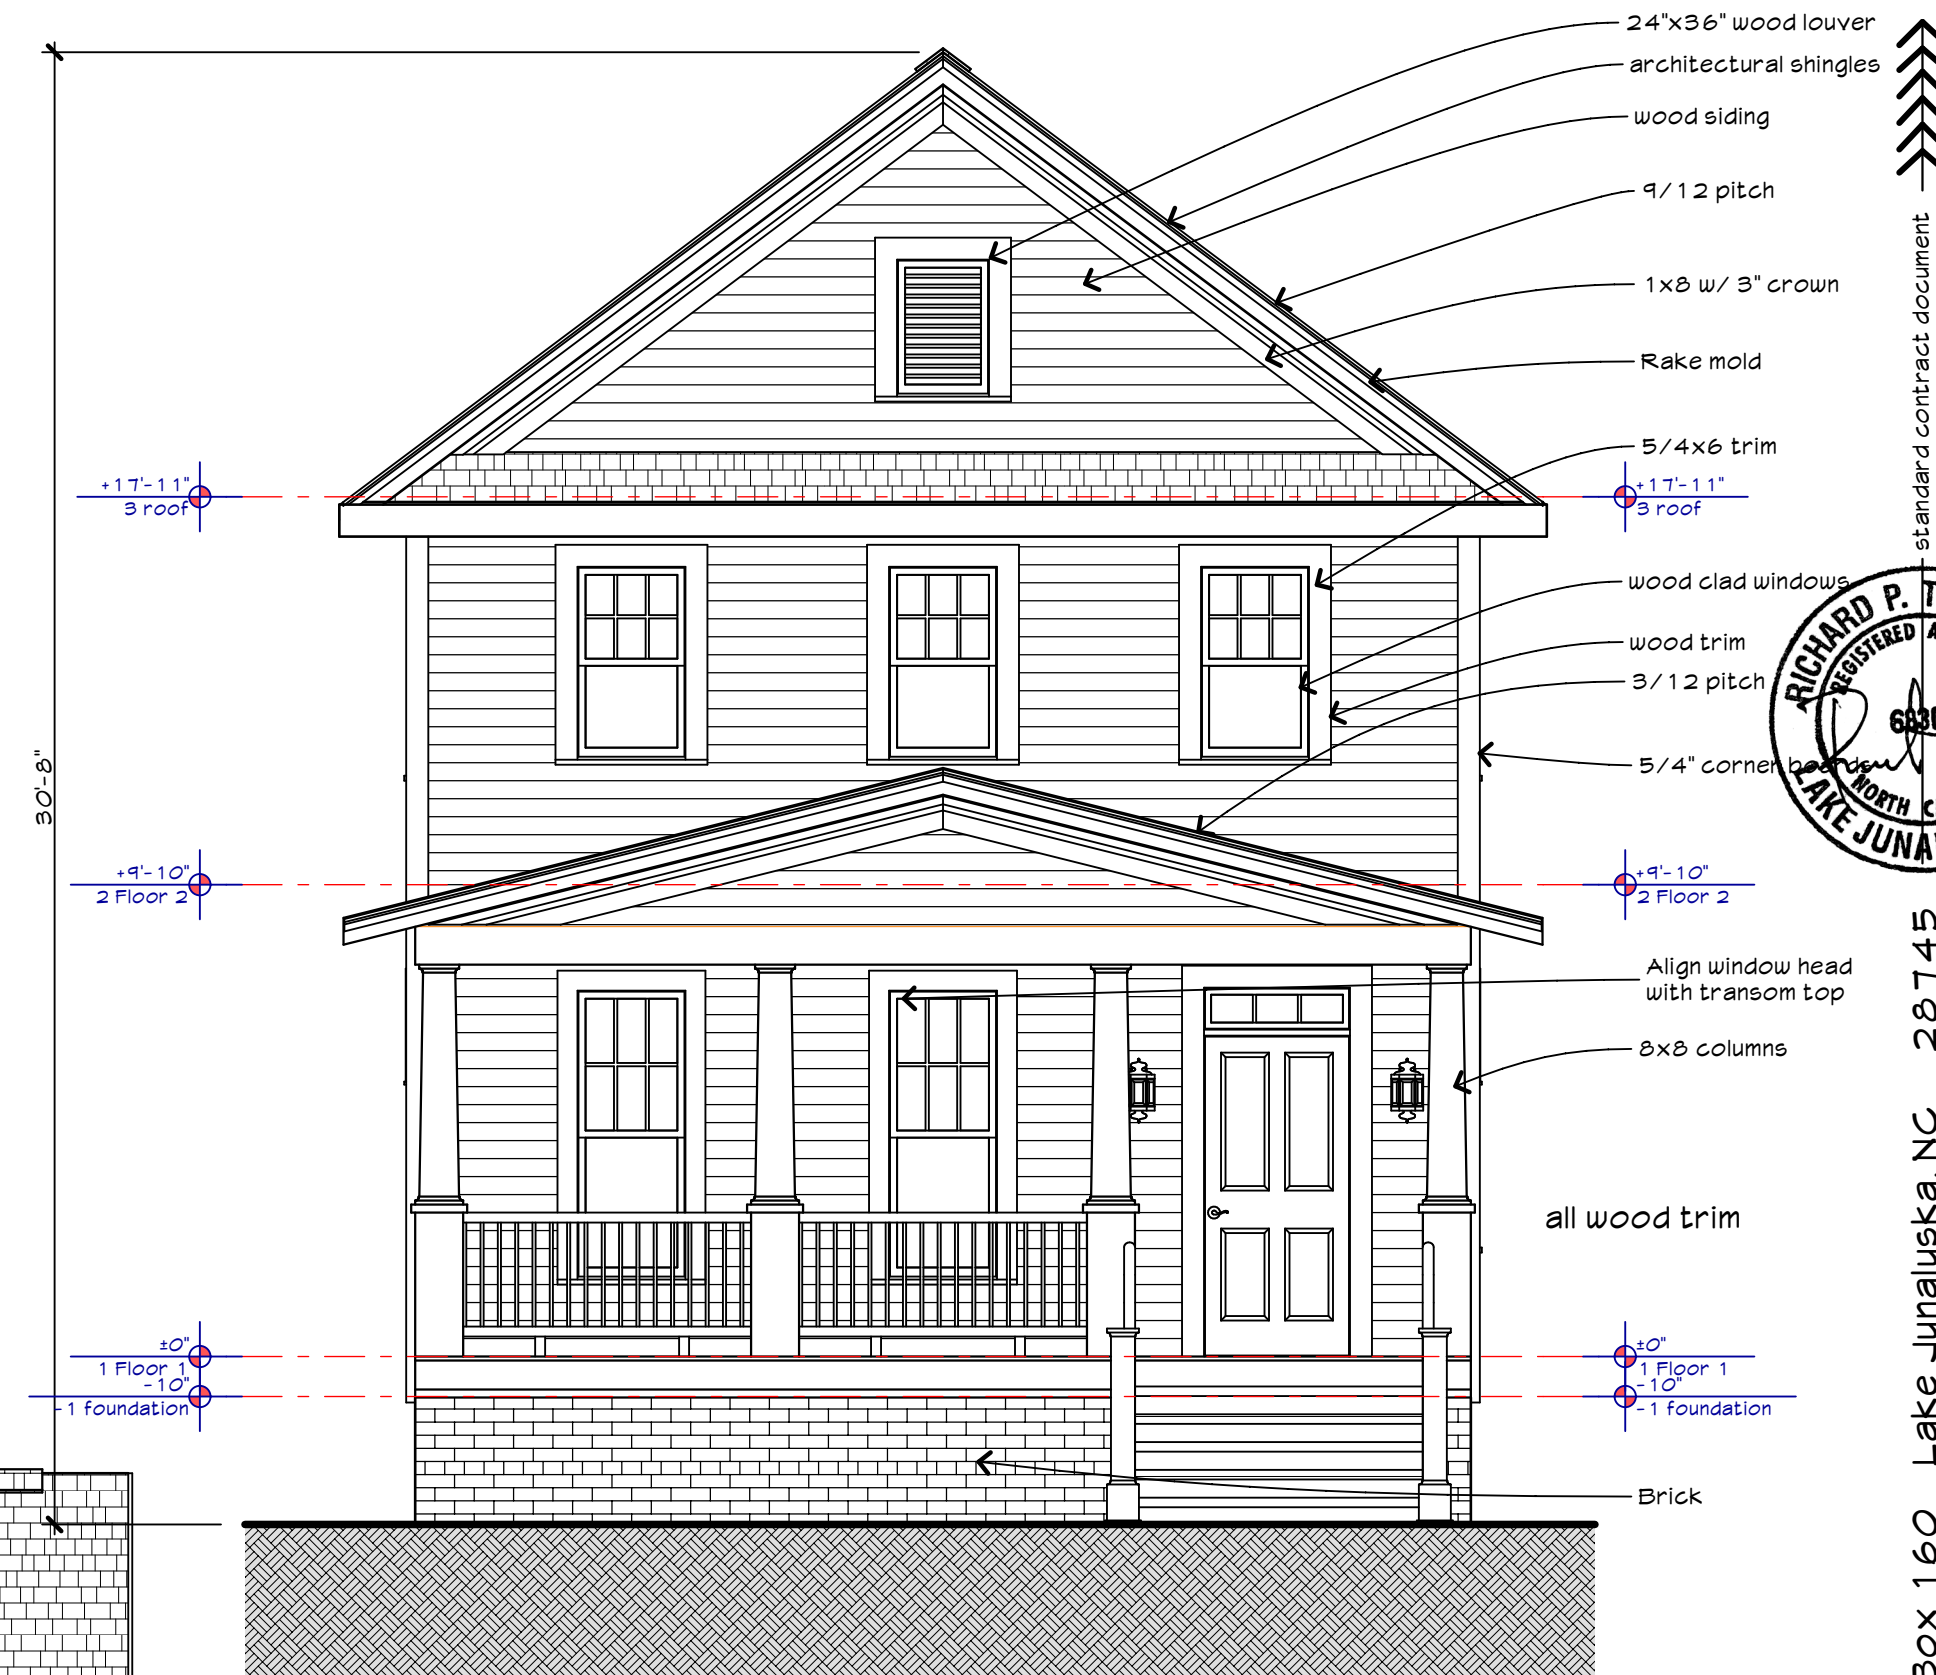 24"x36" wood louver
architectural shingles
wood siding
9/12 pitch
1x8 w/ 3" crown
Rake mold
5/4x6 trim
+17'-11"
3 roof
+17'-11"
3 roof
wood clad windows
wood trim
3/12 pitch
5/4" corner boards
30'-8"
+9'-10"
2 Floor 2
+9'-10"
2 Floor 2
Align window head
with transom top
8x8 columns
all wood trim
±0"
1 Floor 1
-10"
-1 foundation
±0"
1 Floor 1
-10"
-1 foundation
Brick
standard contract document
RICHARD P.
REGISTERED
NORTH
LAKE
Box 160 Lake Junaluska, NC 28745